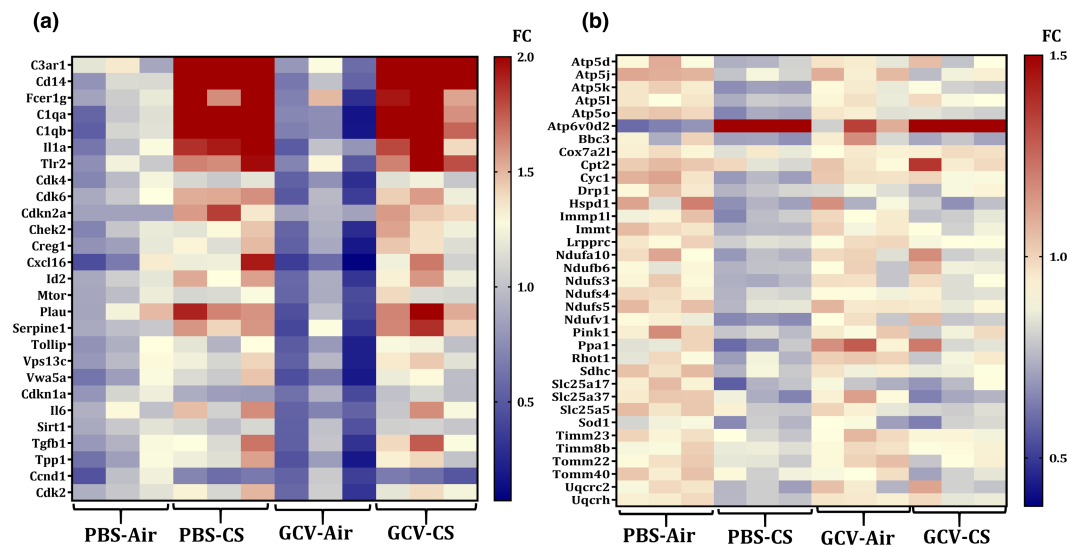 (a)
FC
C3ar1
Cd14
Fcer1g
C1qa
C1qb
Il1a
Tlr2
Cdk4
Cdk6
Cdkn2a
Chek2
Creg1
Cxcl16
Id2
Mtor
Plau
Serpine1
Tollip
Vps13c
Vwa5a
Cdkn1a
Il6
Sirt1
Tgfb1
Tpp1
Ccnd1
Cdk2
2.0
1.5
1.0
0.5
PBS-Air PBS-CS GCV-Air GCV-CS
(b)
FC
Atp5d
Atp5j
Atp5k
Atp5l
Atp5o
Atp6v0d2
Bbc3
Cox7a2l
Cpt2
Cyc1
Drp1
Hspd1
Immp1l
Immt
Lrpprc
Ndufa10
Ndufb6
Ndufs3
Ndufs4
Ndufs5
Ndufv1
Pink1
Ppa1
Rhot1
Sdhc
Slc25a17
Slc25a37
Slc25a5
Sod1
Timm23
Timm8b
Tomm22
Tomm40
Uqcrc2
Uqcrh
1.5
1.0
0.5
PBS-Air PBS-CS GCV-Air GCV-CS